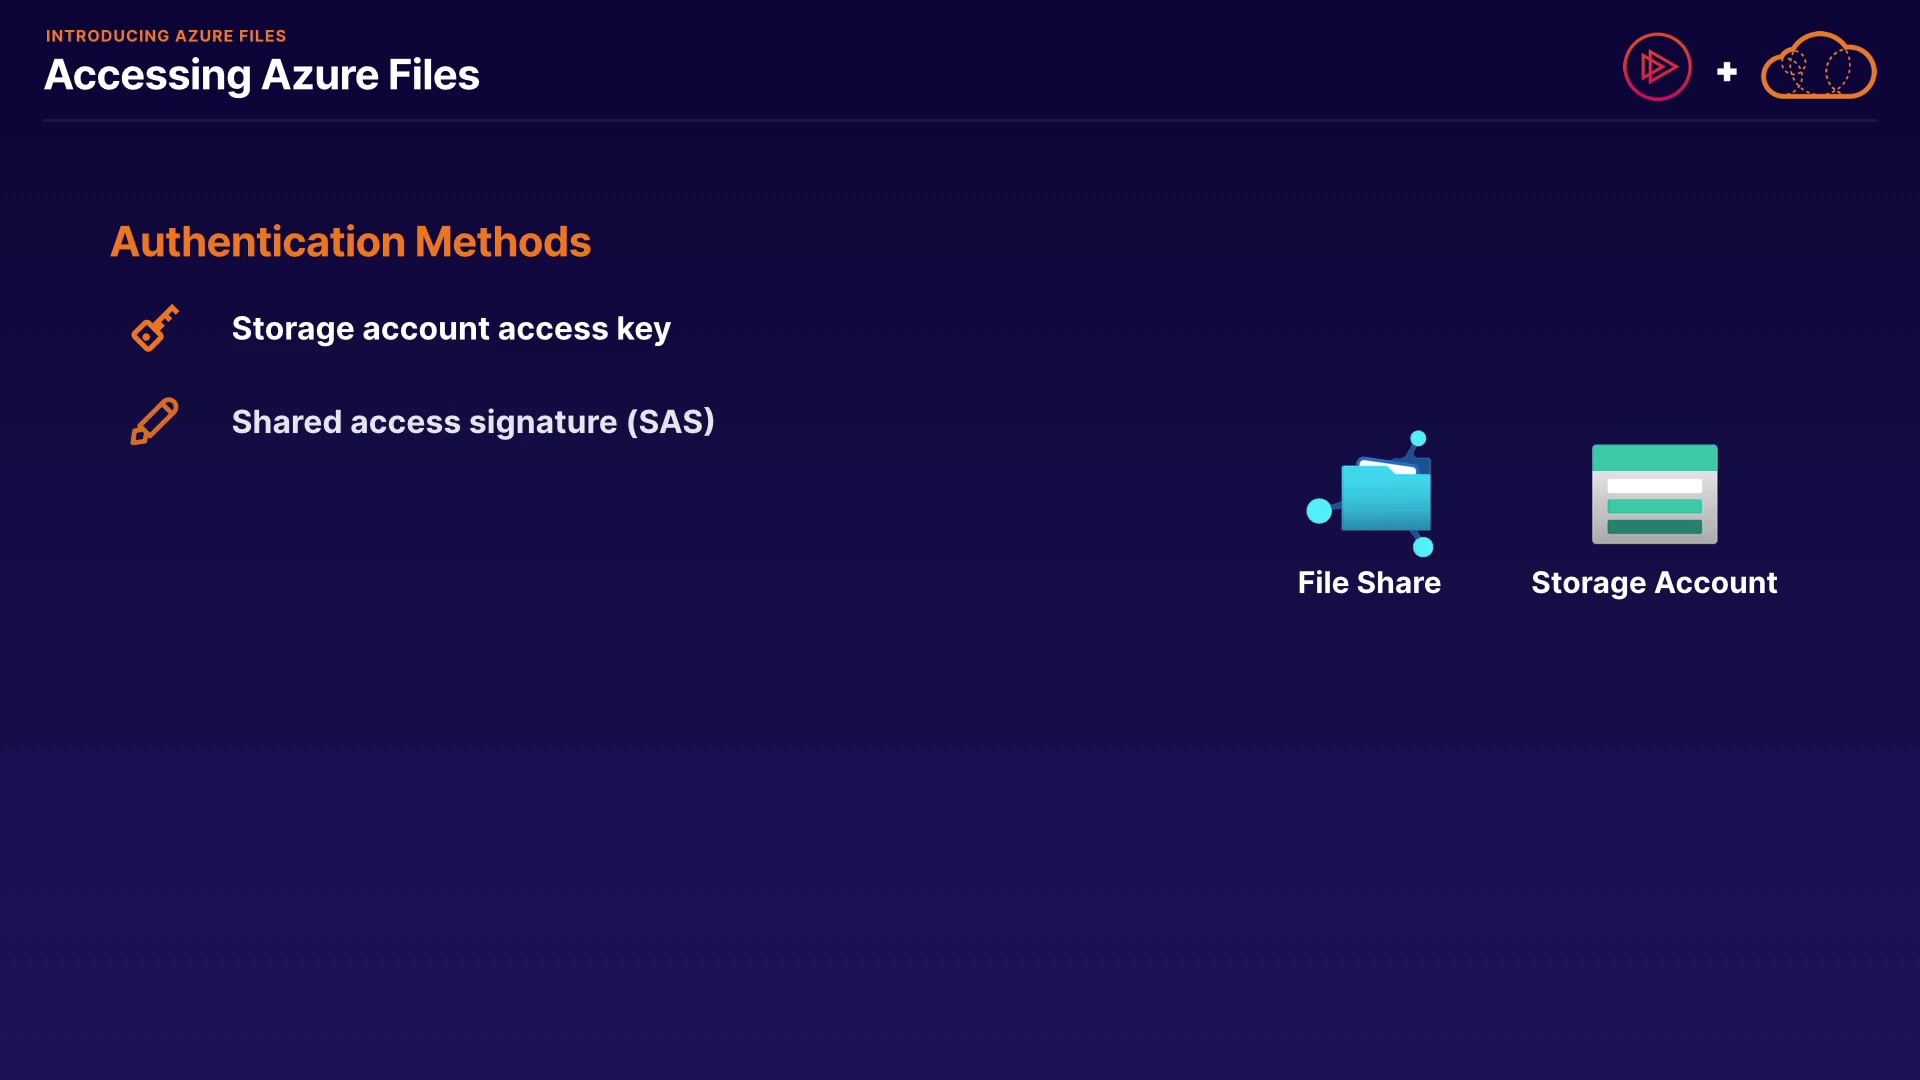 INTRODUCING AZURE FILES
Accessing Azure Files
Authentication Methods
Storage account access key
Shared access signature (SAS)
File Share
Storage Account